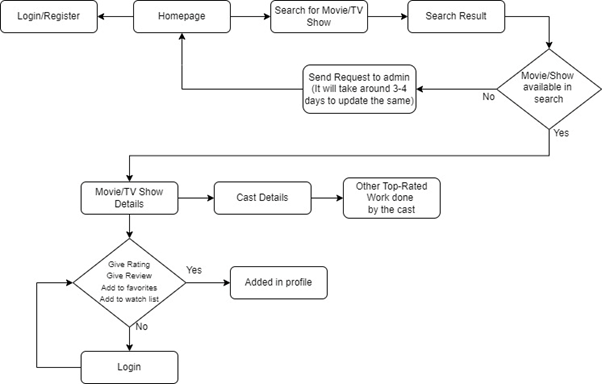 Login/Register
Homepage
Search for Movie/TV
Show
Search Result
Movie/Show
available in
search
Send Request to admin
(It will take around 3-4
days to update the same)
No
Yes
Movie/TV Show
Details
Cast Details
Other Top-Rated
Work done
by the cast
Give Rating
Give Review
Add to favorites
Add to watch list
Yes
Added in profile
No
Login